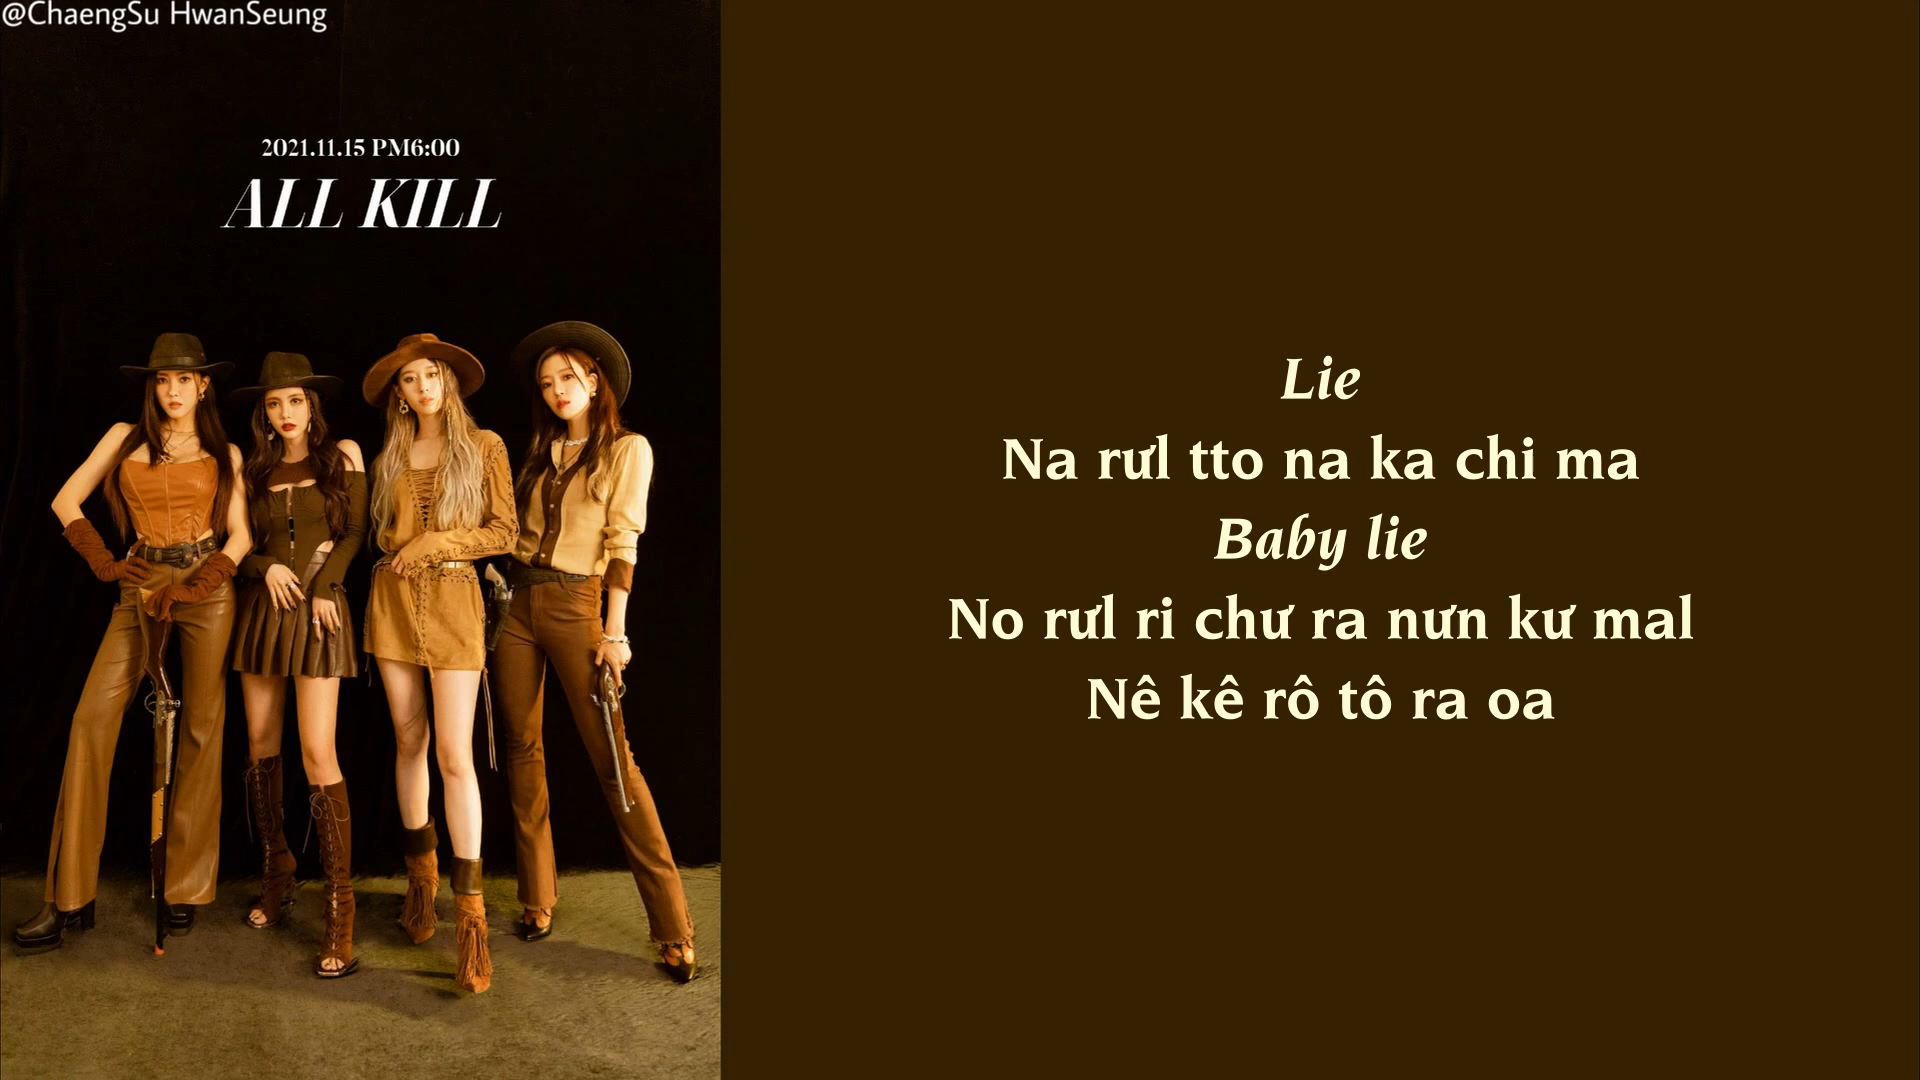 @ChaengSu HwanSeung
2021.11.15 PM6:00
ALL KILL
Lie
Na rưl tto na ka chi ma
Baby lie
No rưl ri chư ra nưn kư mal
Nê kê rô tô ra oa